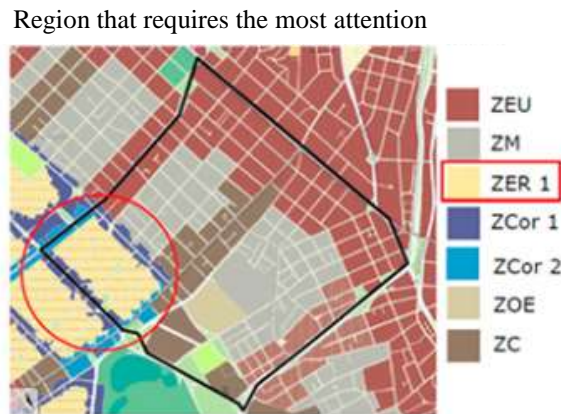 Region that requires the most attention
ZEU
ZM
ZER 1
ZCor 1
ZCor 2
ZOE
ZC